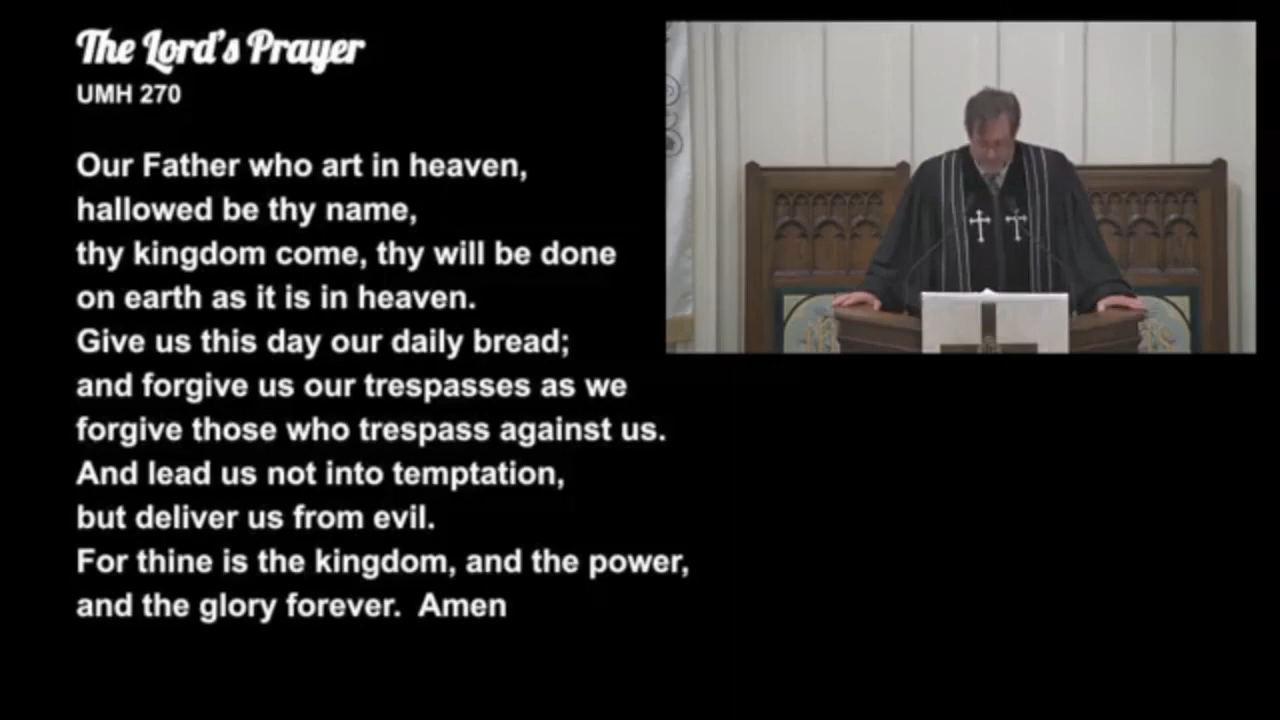 The Lord's Prayer
UMH 270
Our Father who art in heaven,
hallowed be thy name,
thy kingdom come, thy will be done
on earth as it is in heaven.
Give us this day our daily bread;
and forgive us our trespasses as we
forgive those who trespass against us.
And lead us not into temptation,
but deliver us from evil.
For thine is the kingdom, and the power,
and the glory forever.  Amen